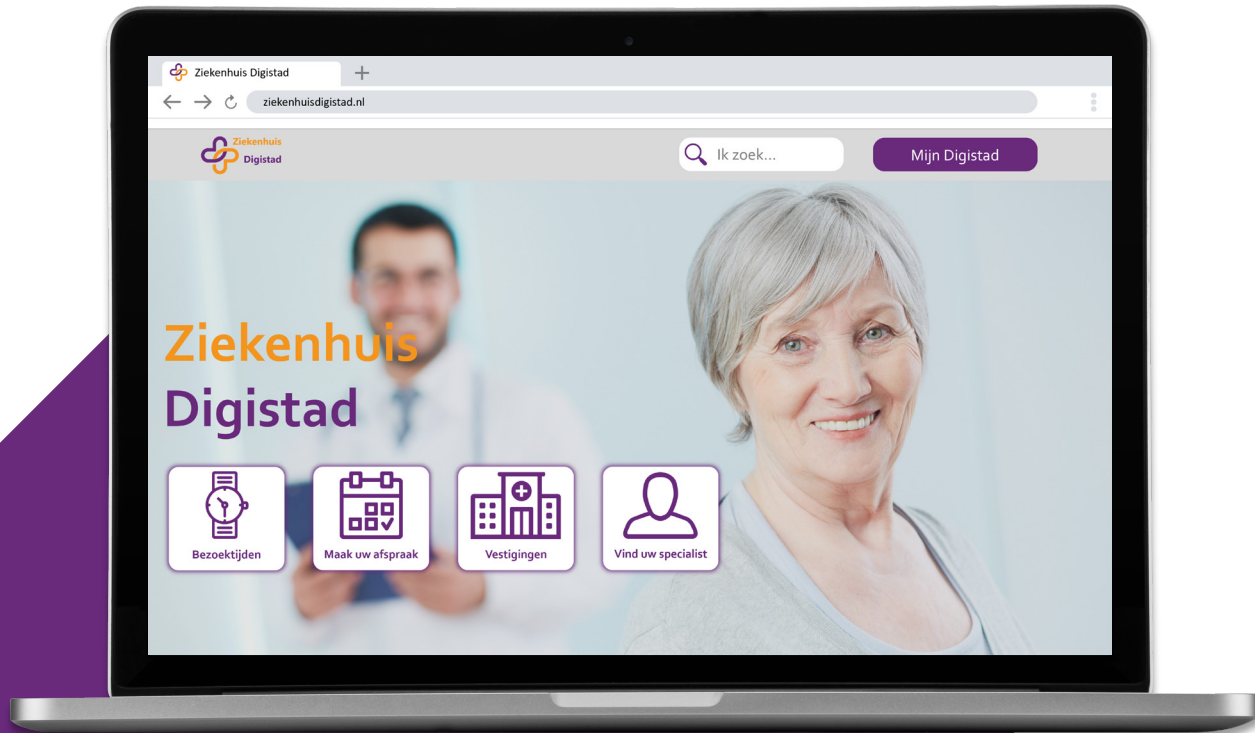 Ziekenhuis Digistad
ziekenhuisdigistad.nl
Ziekenhuis
Digistad
Ik zoek...
Mijn Digistad
Ziekenhuis
Digistad
Bezoektijden
Maak uw afspraak
Vestigingen
Vind uw specialist